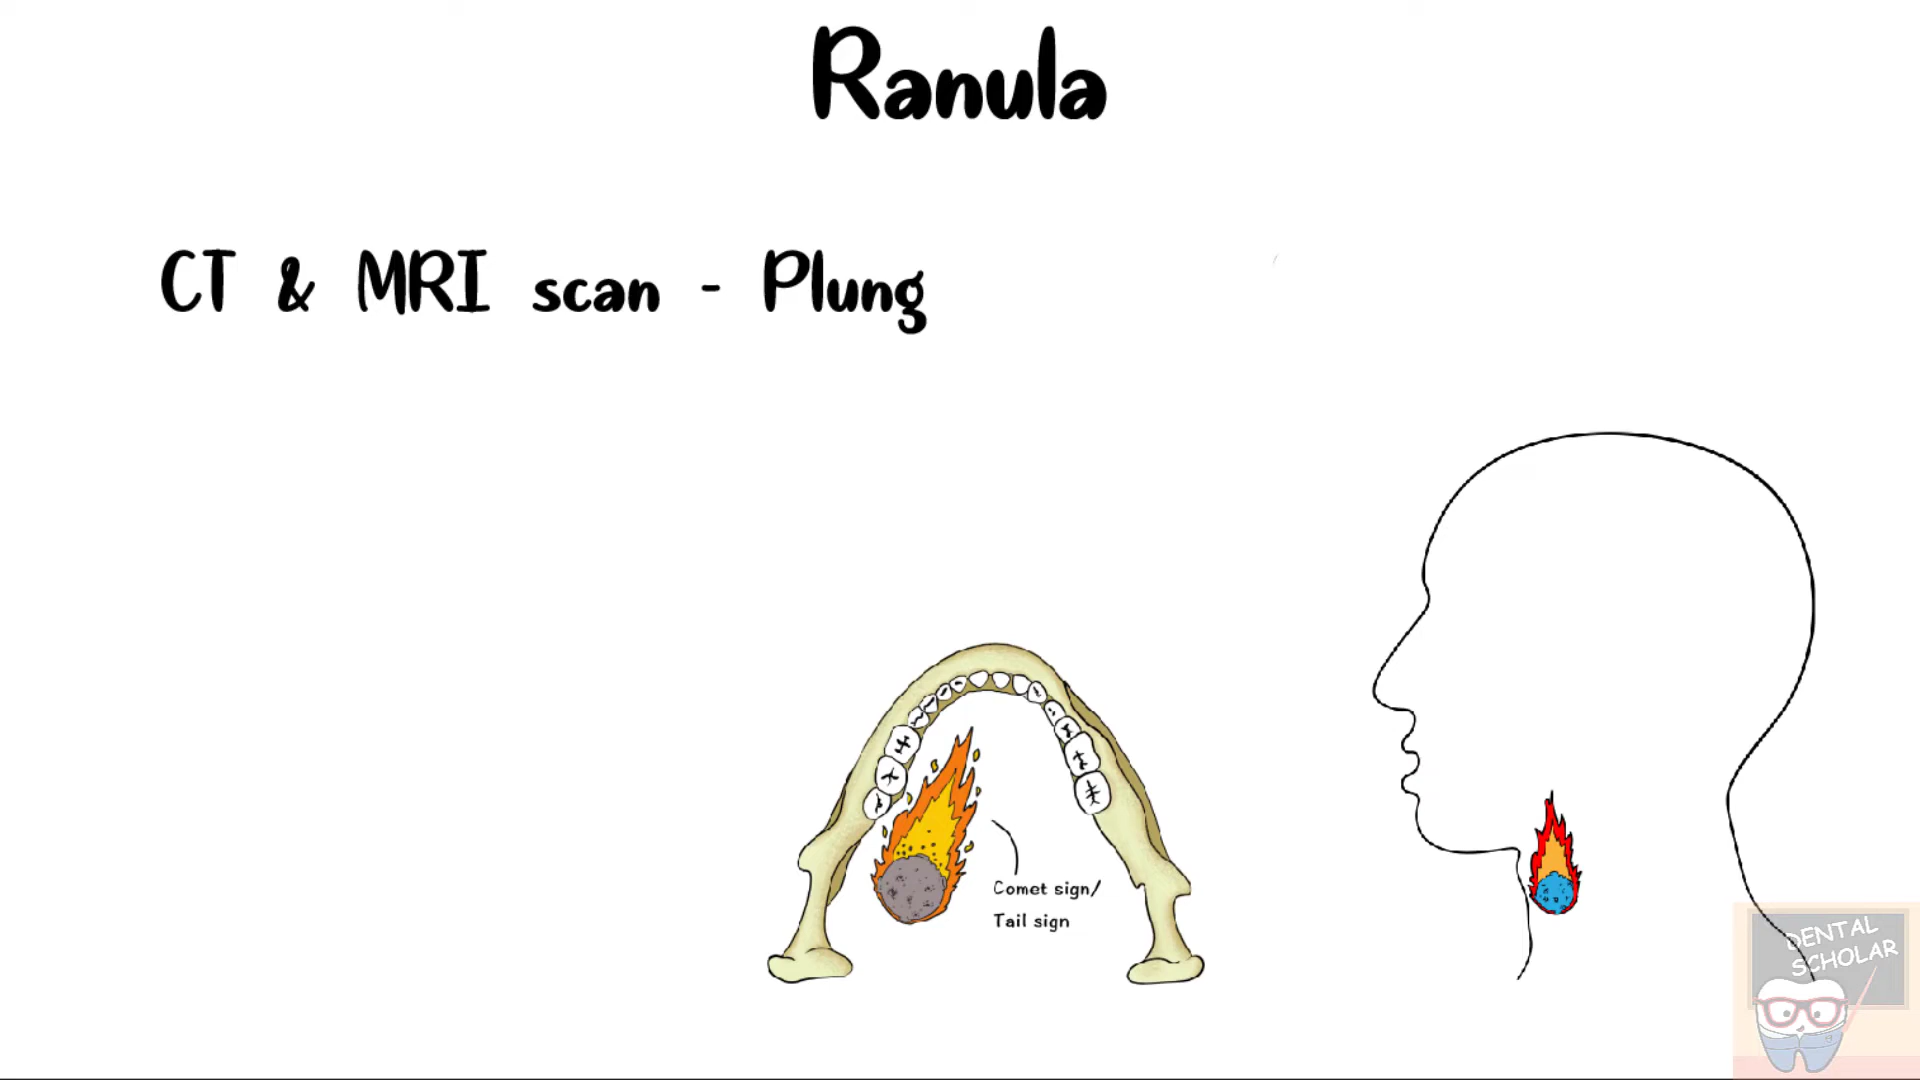 Ranula
CT & MRI scan - Plung
Comet sign/
Tail sign
DENTAL
SCHOLAR